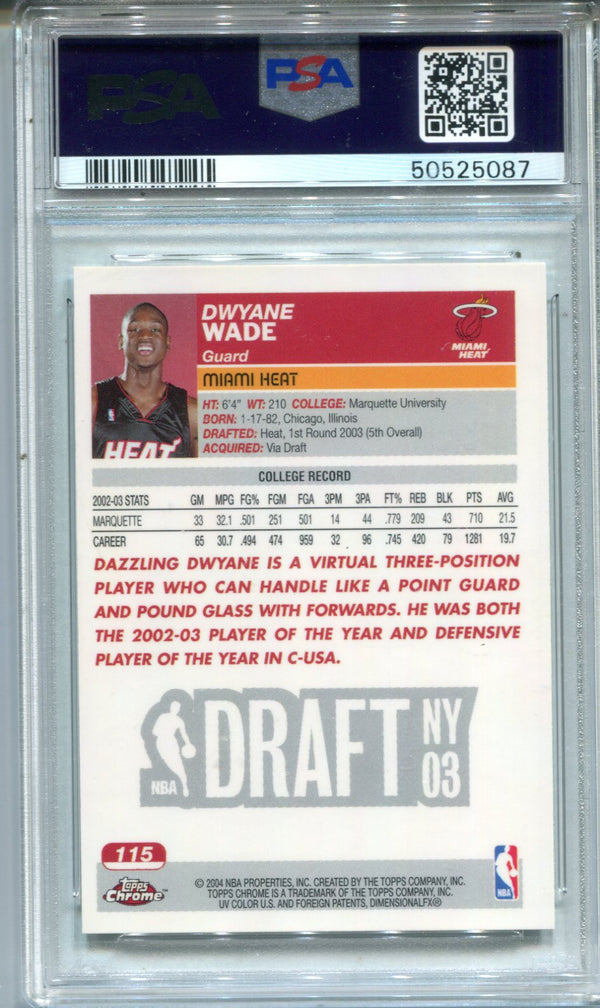 PSA
PSA
50525087
DWYANE
WADE
Guard
MIAMI
HEAT
MIAMI HEAT
HT: 6'4" WT: 210 COLLEGE: Marquette University
BORN: 1-17-82, Chicago, Illinois
DRAFTED: Heat, 1st Round 2003 (5th Overall)
ACQUIRED: Via Draft
HEAT
COLLEGE RECORD
2002-03 STATS GM MPG FG% FGM FGA 3PM 3PA FT% REB BLK PTS AVG
MARQUETTE 33 32.1 .501 251 501 14 44 .779 209 43 710 21.5
CAREER 65 30.7 .494 474 959 32 96 .745 420 79 1281 19.7
DAZZLING DWYANE IS A VIRTUAL THREE-POSITION
PLAYER WHO CAN HANDLE LIKE A POINT GUARD
AND POUND GLASS WITH FORWARDS. HE WAS BOTH
THE 2002-03 PLAYER OF THE YEAR AND DEFENSIVE
PLAYER OF THE YEAR IN C-USA.
NBA DRAFT NY
03
115
Topps
Chrome™
© 2004 NBA PROPERTIES, INC. CREATED BY THE TOPPS COMPANY, INC.
TOPPS CHROME IS A TRADEMARK OF THE TOPPS COMPANY, INC.
UV COLOR U.S. AND FOREIGN PATENTS, DIMENSIONALFX®
NBA